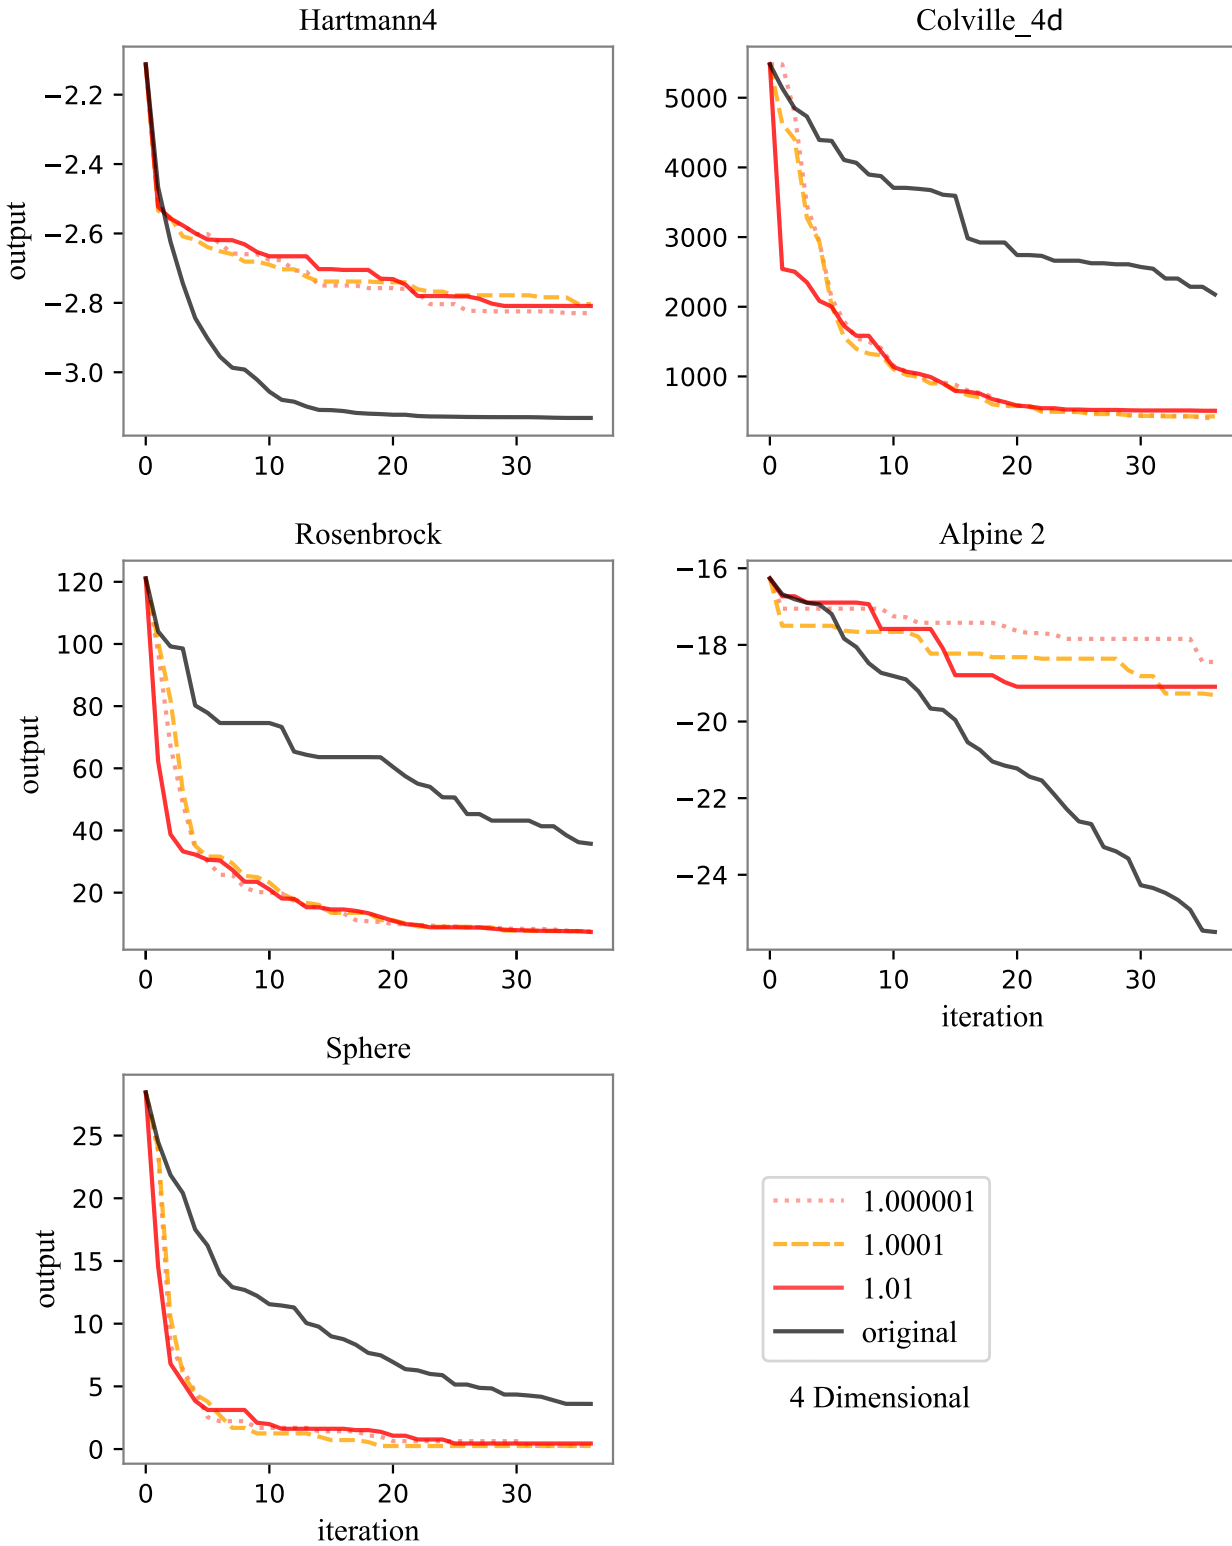 Hartmann4
−2.2
−2.4
−2.6
−2.8
−3.0
output
0 10 20 30
Colville_4d
5000
4000
3000
2000
1000
0 10 20 30
Rosenbrock
120
100
80
60
40
20
output
0 10 20 30
Alpine 2
−16
−18
−20
−22
−24
0 10 20 30
iteration
Sphere
25
20
15
10
5
0
output
0 10 20 30
iteration
1.000001
1.0001
1.01
original
4 Dimensional